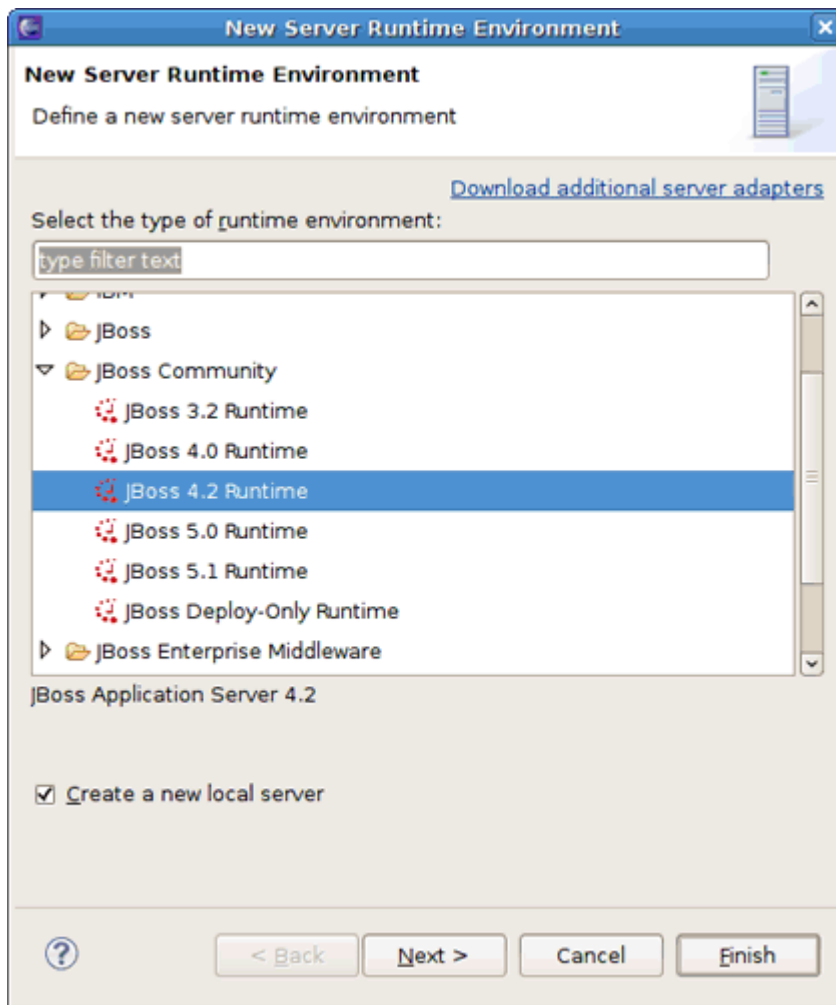 New Server Runtime Environment
New Server Runtime Environment
Define a new server runtime environment
Download additional server adapters
Select the type of runtime environment:
type filter text
IBM
JBoss
JBoss Community
JBoss 3.2 Runtime
JBoss 4.0 Runtime
JBoss 4.2 Runtime
JBoss 5.0 Runtime
JBoss 5.1 Runtime
JBoss Deploy-Only Runtime
JBoss Enterprise Middleware
JBoss Application Server 4.2
Create a new local server
< Back Next > Cancel Finish